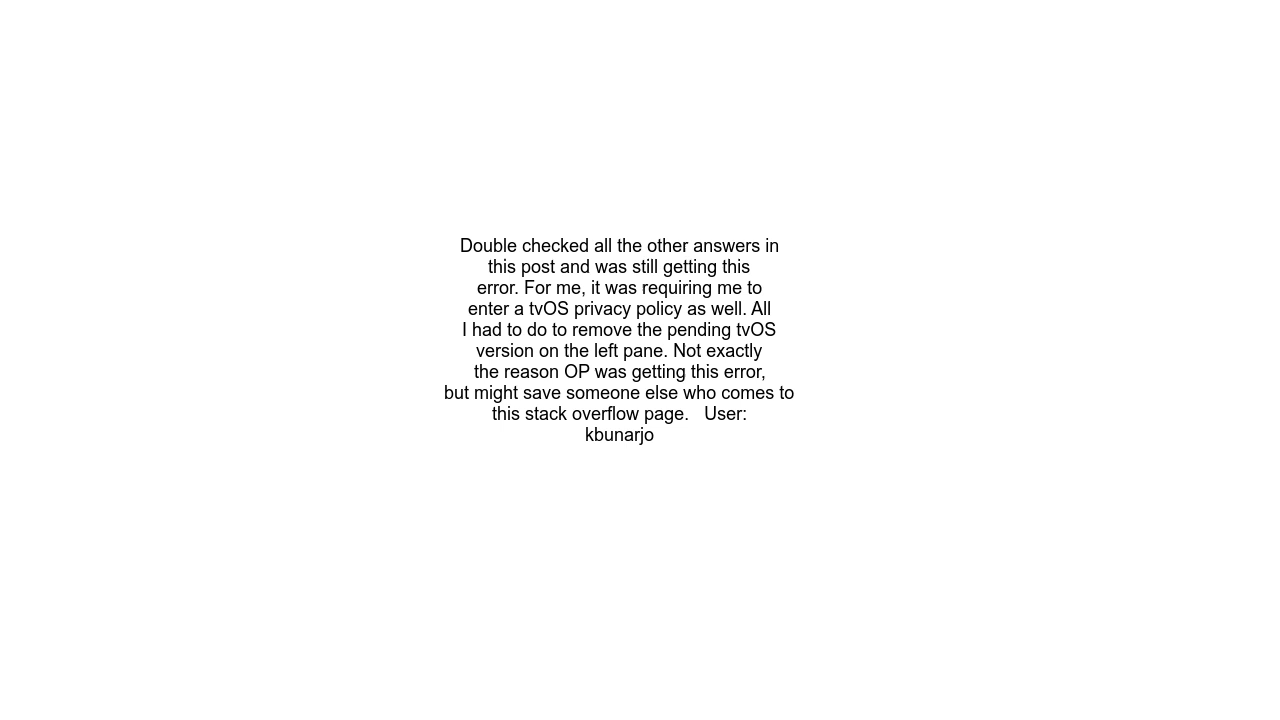 Double checked all the other answers in
this post and was still getting this
error. For me, it was requiring me to
enter a tvOS privacy policy as well. All
I had to do to remove the pending tvOS
version on the left pane. Not exactly
the reason OP was getting this error,
but might save someone else who comes to
this stack overflow page.   User:
kbunarjo